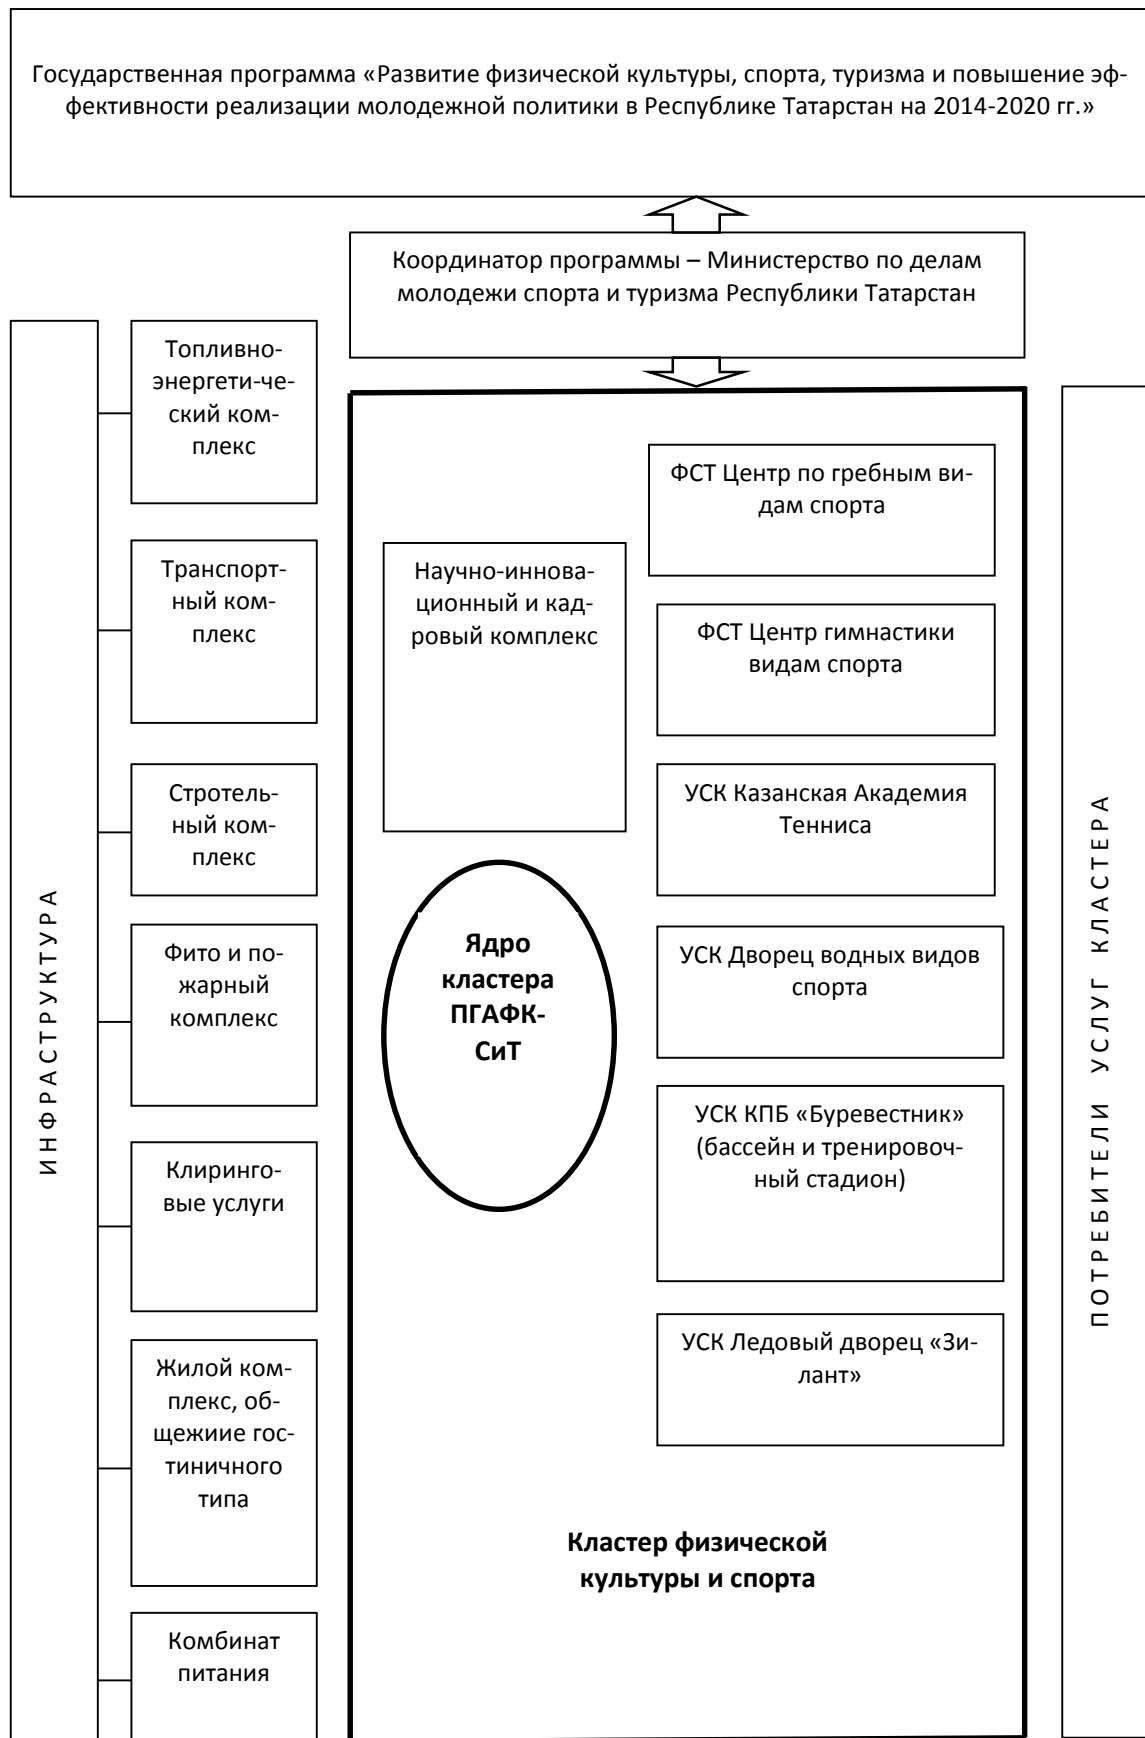 Государственная программа «Развитие физической культуры, спорта, туризма и повышение эф-
фективности реализации молодежной политики в Республике Татарстан на 2014-2020 гг.»
Координатор программы – Министерство по делам
молодежи спорта и туризма Республики Татарстан
ИНФРАСТРУКТУРА
Топливно-
энергети-че-
ский ком-
плекс
Транспорт-
ный ком-
плекс
Стротель-
ный ком-
плекс
Фито и по-
жарный
комплекс
Клиринго-
вые услуги
Жилой ком-
плекс, об-
щежиие гос-
тиничного
типа
Комбинат
питания
Научно-иннова-
ционный и кад-
ровый комплекс
Ядро
кластера
ПГАФК-
СиТ
ФСТ Центр по гребным ви-
дам спорта
ФСТ Центр гимнастики
видам спорта
УСК Казанская Академия
Тенниса
УСК Дворец водных видов
спорта
УСК КПБ «Буревестник»
(бассейн и тренировоч-
ный стадион)
УСК Ледовый дворец «Зи-
лант»
Кластер физической
культуры и спорта
ПОТРЕБИТЕЛИ УСЛУГ КЛАСТЕРА